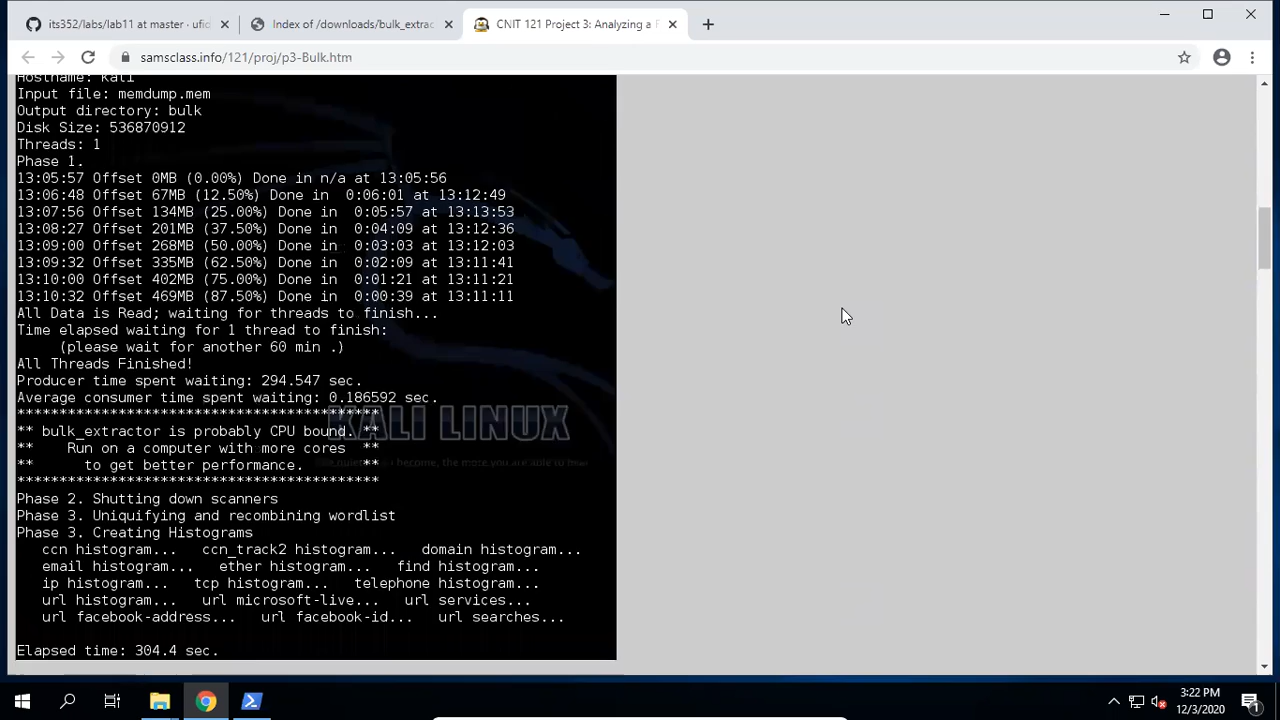 its352/labs/lab11 at master · ufid
Index of /downloads/bulk_extrac
CNIT 121 Project 3: Analyzing a F
samsclass.info/121/proj/p3-Bulk.htm
Hostname: kali
Input file: memdump.mem
Output directory: bulk
Disk Size: 536870912
Threads: 1
Phase 1.
13:05:57 Offset 0MB (0.00%) Done in n/a at 13:05:56
13:06:48 Offset 67MB (12.50%) Done in  0:06:01 at 13:12:49
13:07:56 Offset 134MB (25.00%) Done in  0:05:57 at 13:13:53
13:08:27 Offset 201MB (37.50%) Done in  0:04:09 at 13:12:36
13:09:00 Offset 268MB (50.00%) Done in  0:03:03 at 13:12:03
13:09:32 Offset 335MB (62.50%) Done in  0:02:09 at 13:11:41
13:10:00 Offset 402MB (75.00%) Done in  0:01:21 at 13:11:21
13:10:32 Offset 469MB (87.50%) Done in  0:00:39 at 13:11:11
All Data is Read; waiting for threads to finish...
Time elapsed waiting for 1 thread to finish:
(please wait for another 60 min .)
All Threads Finished!
Producer time spent waiting: 294.547 sec.
Average consumer time spent waiting: 0.186592 sec.
*******************************************
** bulk_extractor is probably CPU bound. **
**    Run on a computer with more cores  **
**      to get better performance.       **
*******************************************
KALI LINUX
Phase 2. Shutting down scanners
Phase 3. Uniquifying and recombining wordlist
Phase 3. Creating Histograms
ccn histogram...   ccn_track2 histogram...   domain histogram...
email histogram...   ether histogram...   find histogram...
ip histogram...   tcp histogram...   telephone histogram...
url histogram...   url microsoft-live...   url services...
url facebook-address...   url facebook-id...   url searches...
Elapsed time: 304.4 sec.
3:22 PM
12/3/2020
1